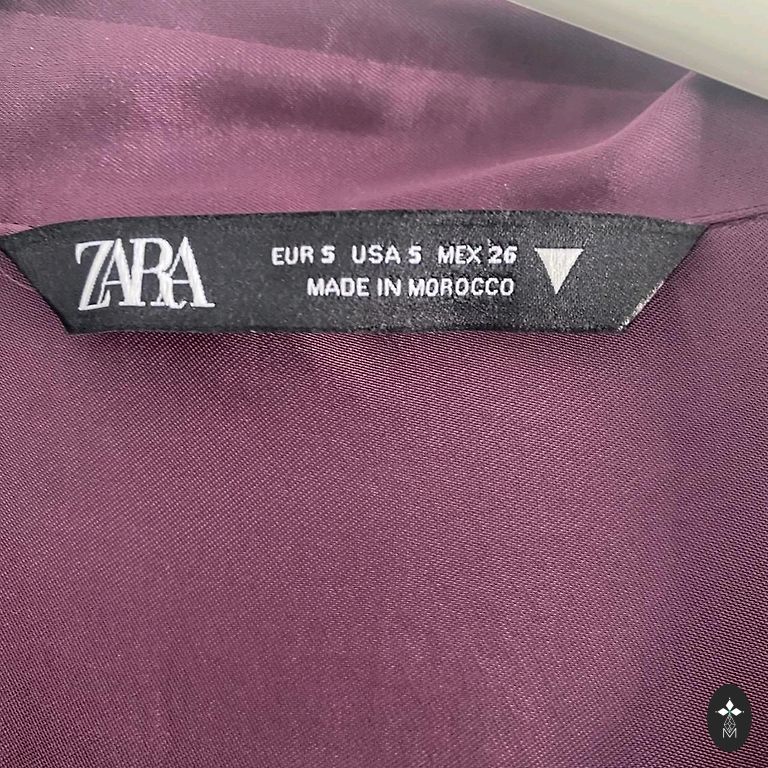 ZARA
EUR S USA S MEX 26
MADE IN MOROCCO
M